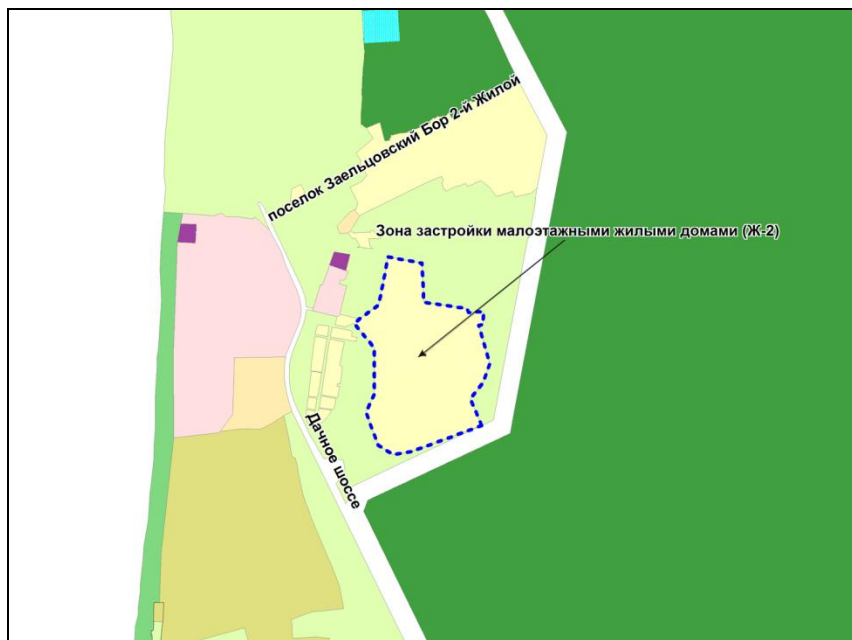 поселок Заельцовский Бор 2-й Жилой
Зона застройки малоэтажными жилыми домами (Ж-2)
Дачное шоссе